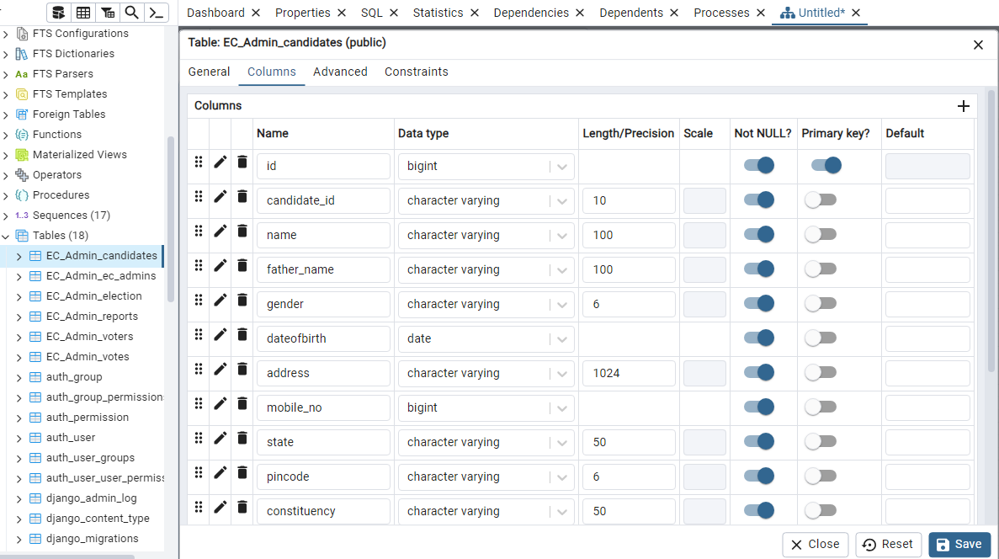 Dashboard Properties SQL Statistics Dependencies Dependents Processes Untitled*
FTS Configurations
FTS Dictionaries
Aa FTS Parsers
FTS Templates
Foreign Tables
Functions
Materialized Views
Operators
Procedures
1..3 Sequences (17)
Tables (18)
EC_Admin_candidates
EC_Admin_ec_admins
EC_Admin_election
EC_Admin_reports
EC_Admin_voters
EC_Admin_votes
auth_group
auth_group_permission
auth_permission
auth_user
auth_user_groups
auth_user_user_permis
django_admin_log
django_content_type
django_migrations
Table: EC_Admin_candidates (public)
General Columns Advanced Constraints
Columns
Name Data type Length/Precision Scale Not NULL? Primary key? Default
id bigint
candidate_id character varying 10
name character varying 100
father_name character varying 100
gender character varying 6
dateofbirth date
address character varying 1024
mobile_no bigint
state character varying 50
pincode character varying 6
constituency character varying 50
Close Reset Save